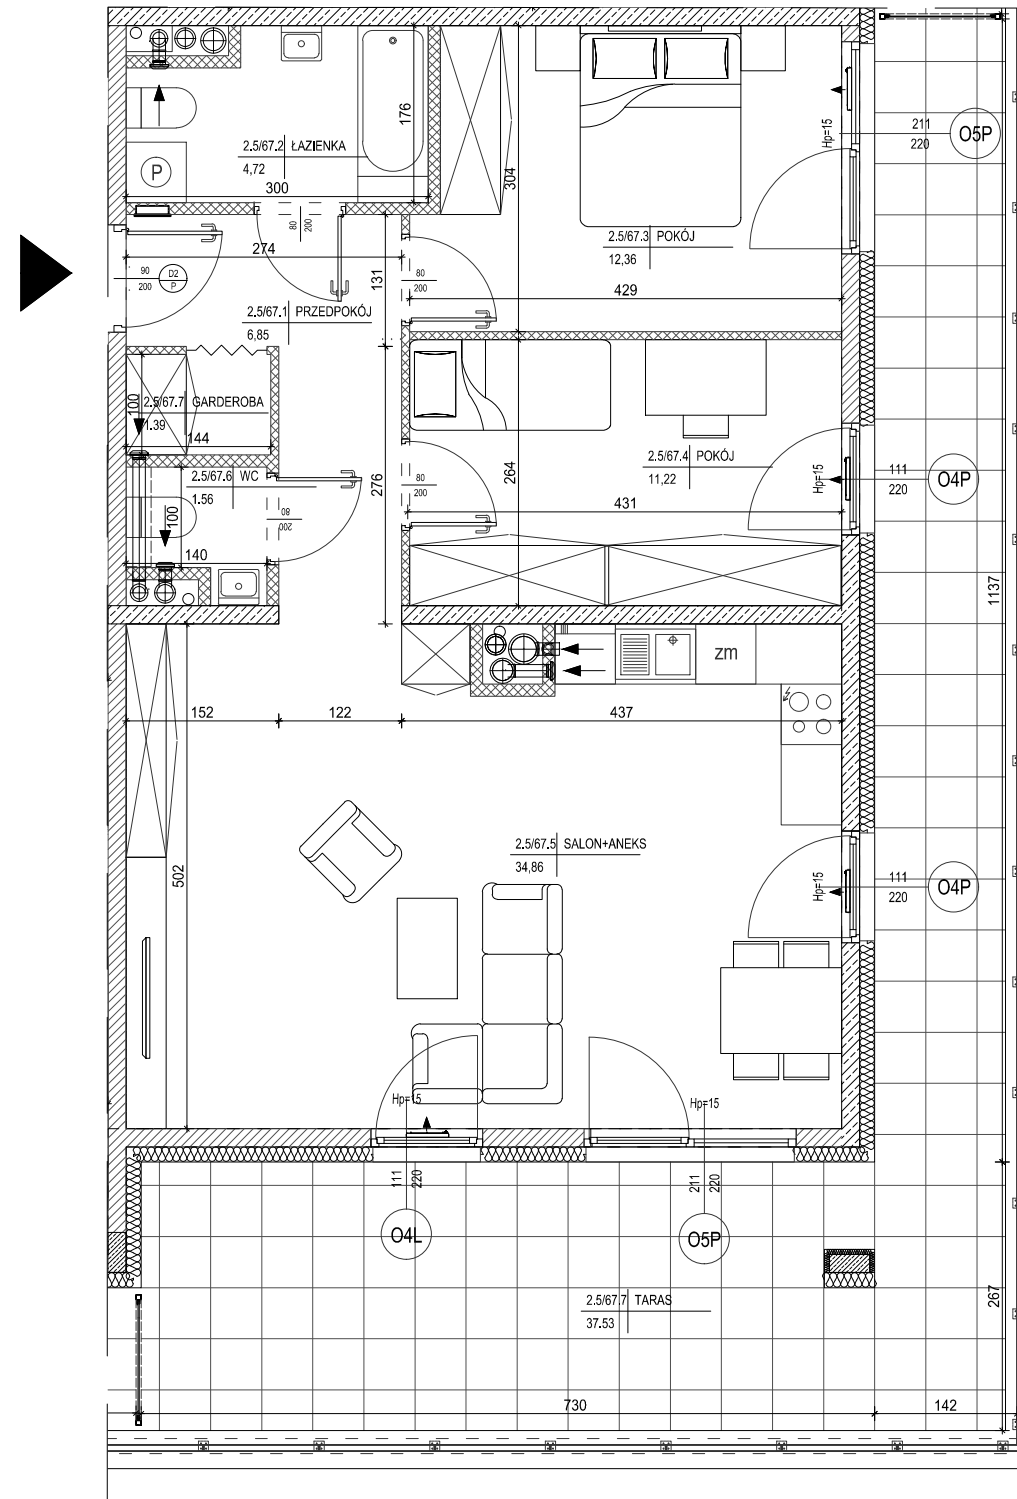 211
220
O5P
Hp=15
176
2.5/67.2 ŁAZIENKA
4,72
300
P
304
80
200
2.5/67.3 POKÓJ
12,36
274
90
200
D2
P
131
80
200
429
2.5/67.1 PRZEDPOKÓJ
6,85
100
2.5/67.7 GARDEROBA
1.39
144
2.5/67.4 POKÓJ
11,22
Hp=15
111
220
O4P
2.5/67.6 WC
1.56
276
80
200
264
431
100
80
200
140
1137
zm
152
122
437
2.5/67.5 SALON+ANEKS
34,86
502
Hp=15
111
220
O4P
Hp=15
Hp=15
111
220
211
220
O4L
O5P
2.5/67.7 TARAS
37.53
267
730
142